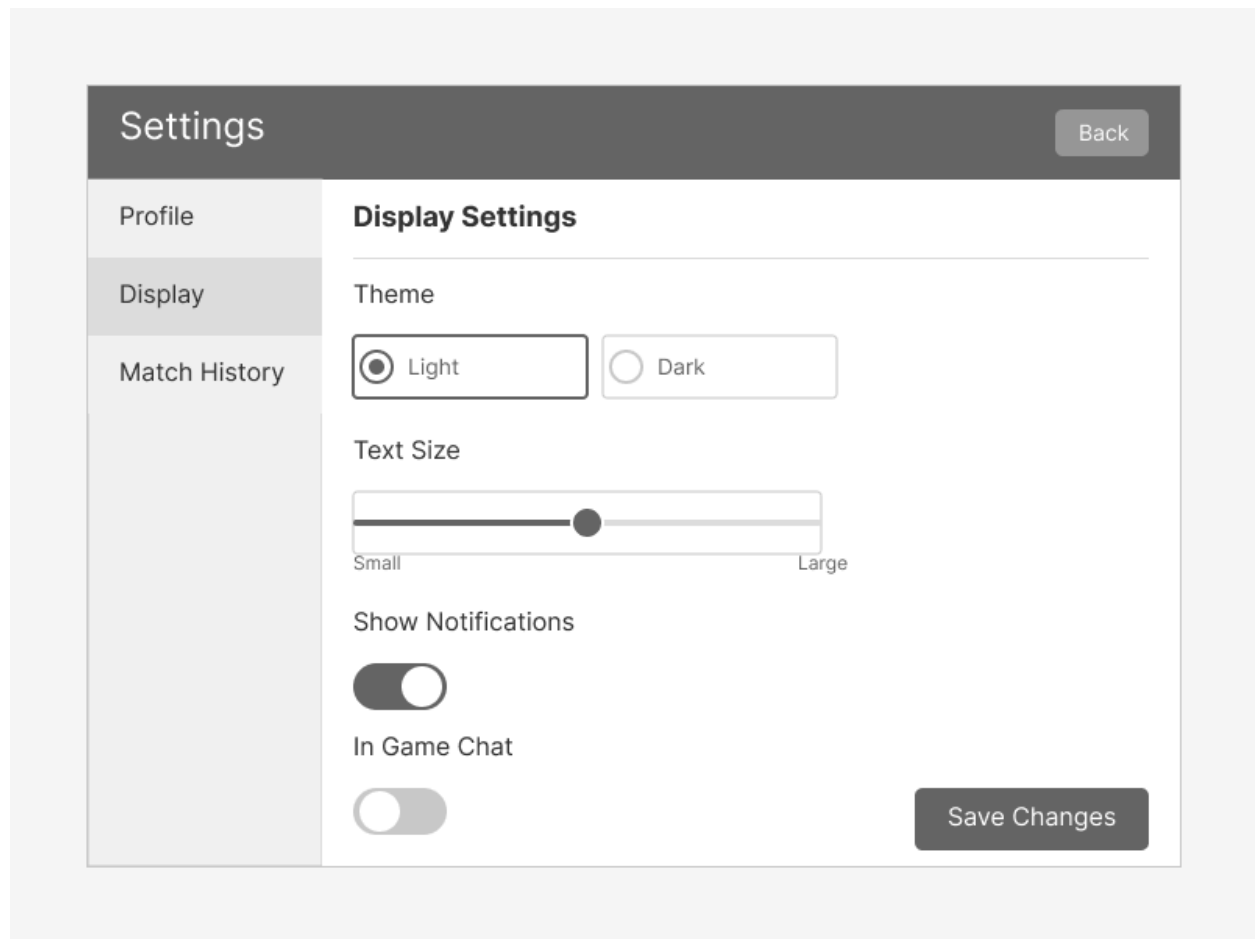 Settings
Back
Profile
Display
Match History
Display Settings
Theme
Light
Dark
Text Size
Small
Large
Show Notifications
In Game Chat
Save Changes